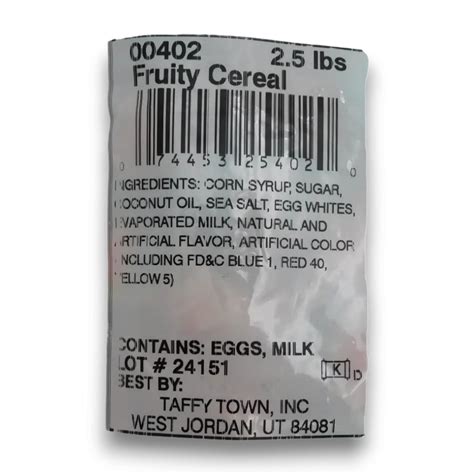 00402 2.5 lbs
Fruity Cereal
0 74453 25402 0
INGREDIENTS: CORN SYRUP, SUGAR,
COCONUT OIL, SEA SALT, EGG WHITES,
EVAPORATED MILK, NATURAL AND
ARTIFICIAL FLAVOR, ARTIFICIAL COLOR
(INCLUDING FD&C BLUE 1, RED 40,
YELLOW 5)
CONTAINS: EGGS, MILK
LOT # 24151
BEST BY:
K D
TAFFY TOWN, INC
WEST JORDAN, UT 84081